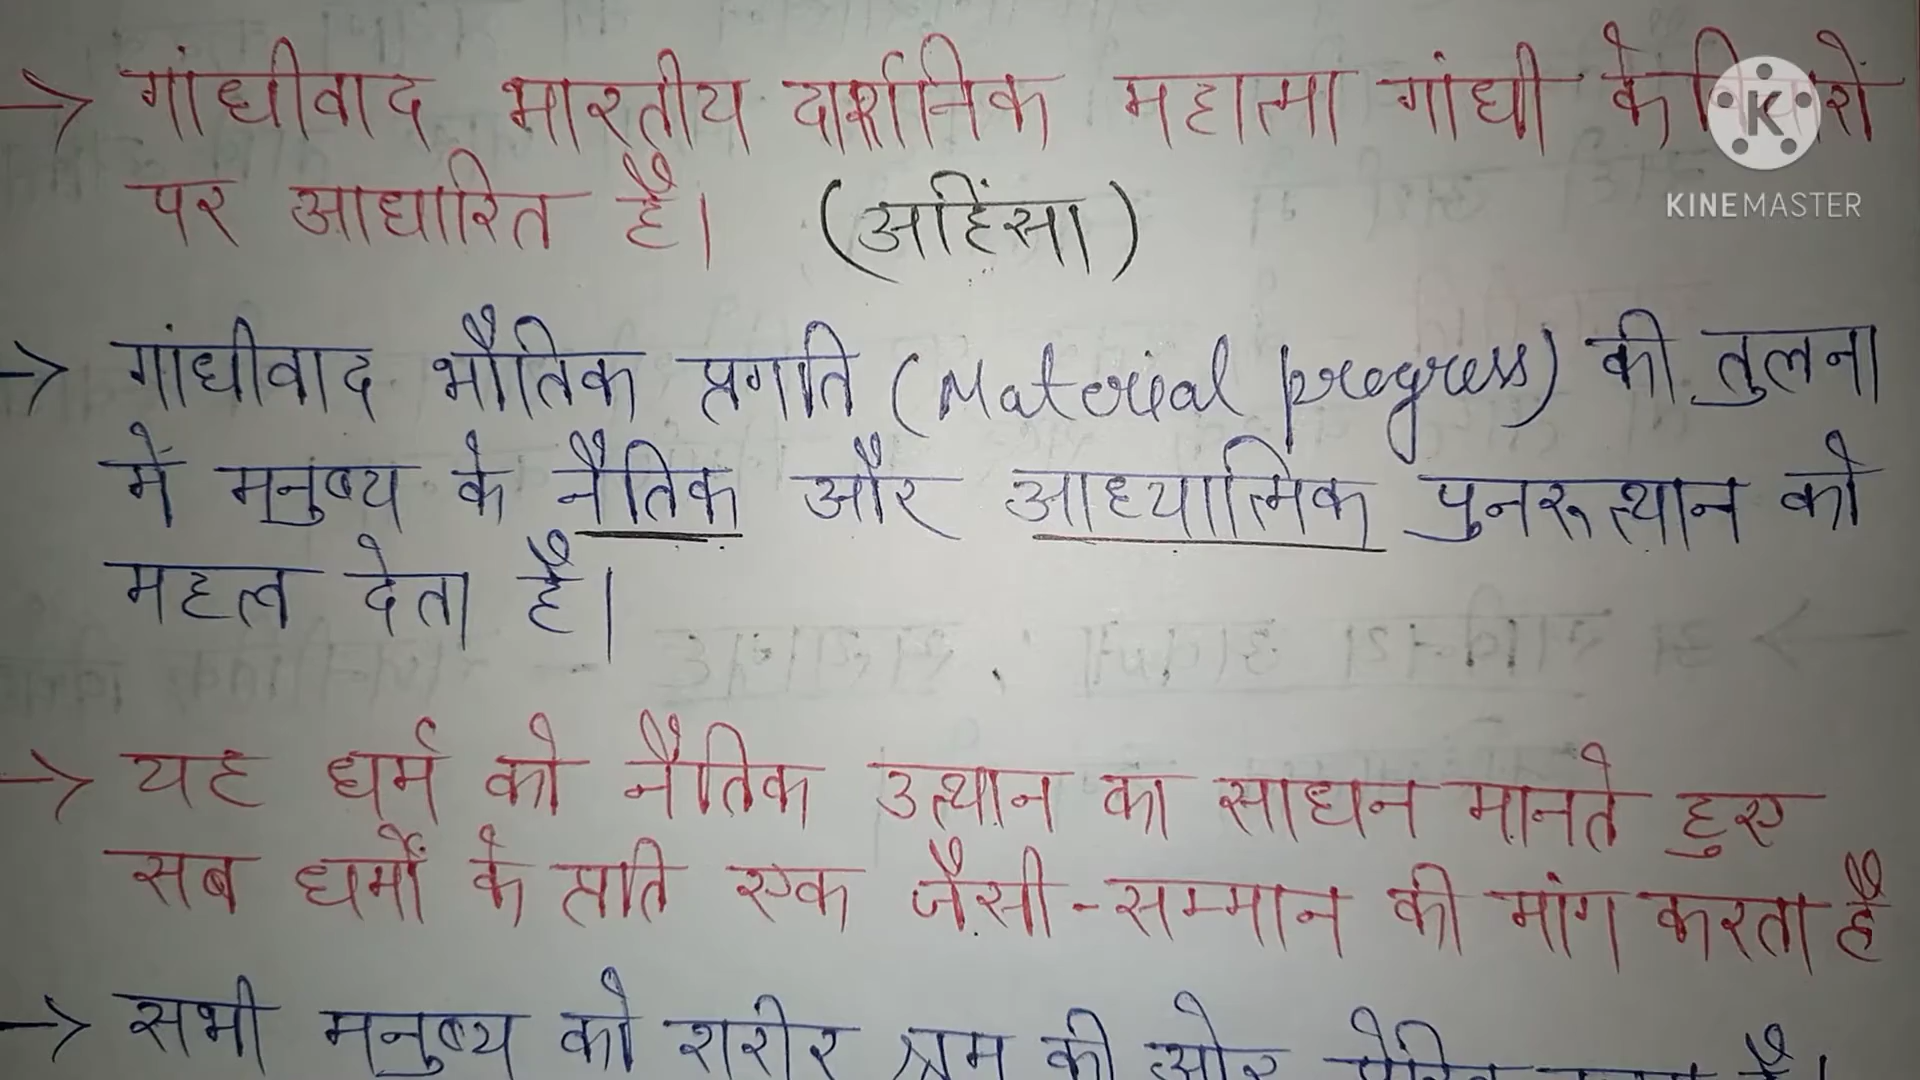 → गांधीवाद भारतीय दार्शनिक महात्मा गांधी के विचारों
पर आधारित है। (अहिंसा)
→ गांधीवाद भौतिक प्रगति (Material progress) की तुलना
में मनुष्य के नैतिक और आध्यात्मिक पुनरूत्थान को
महत्व देता है।
→ यह धर्म को नैतिक उत्थान का साधन मानते हुए
सब धर्मों के प्रति एक जैसी-सम्मान की मांग करता है
→ सभी मनुष्य को शरीर श्रम की ओर है।
K
KINEMASTER